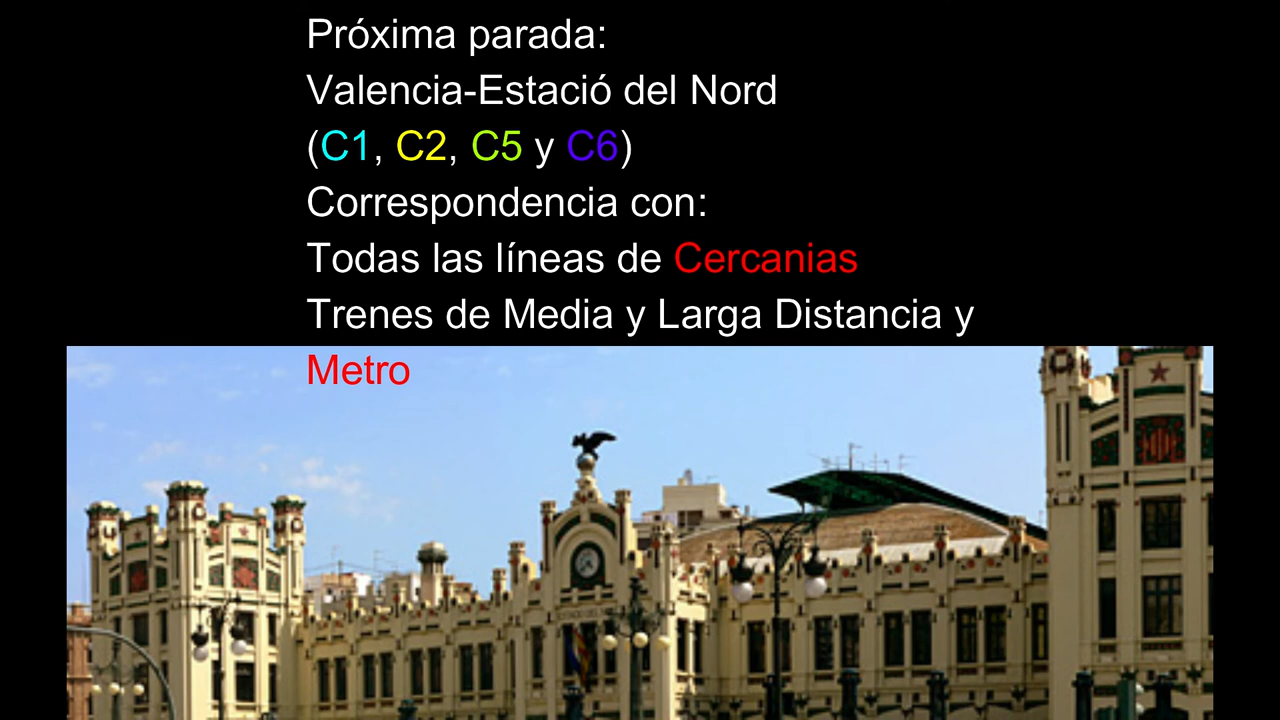 Próxima parada:
Valencia-Estació del Nord
(C1, C2, C5 y C6)
Correspondencia con:
Todas las líneas de Cercanias
Trenes de Media y Larga Distancia y
Metro